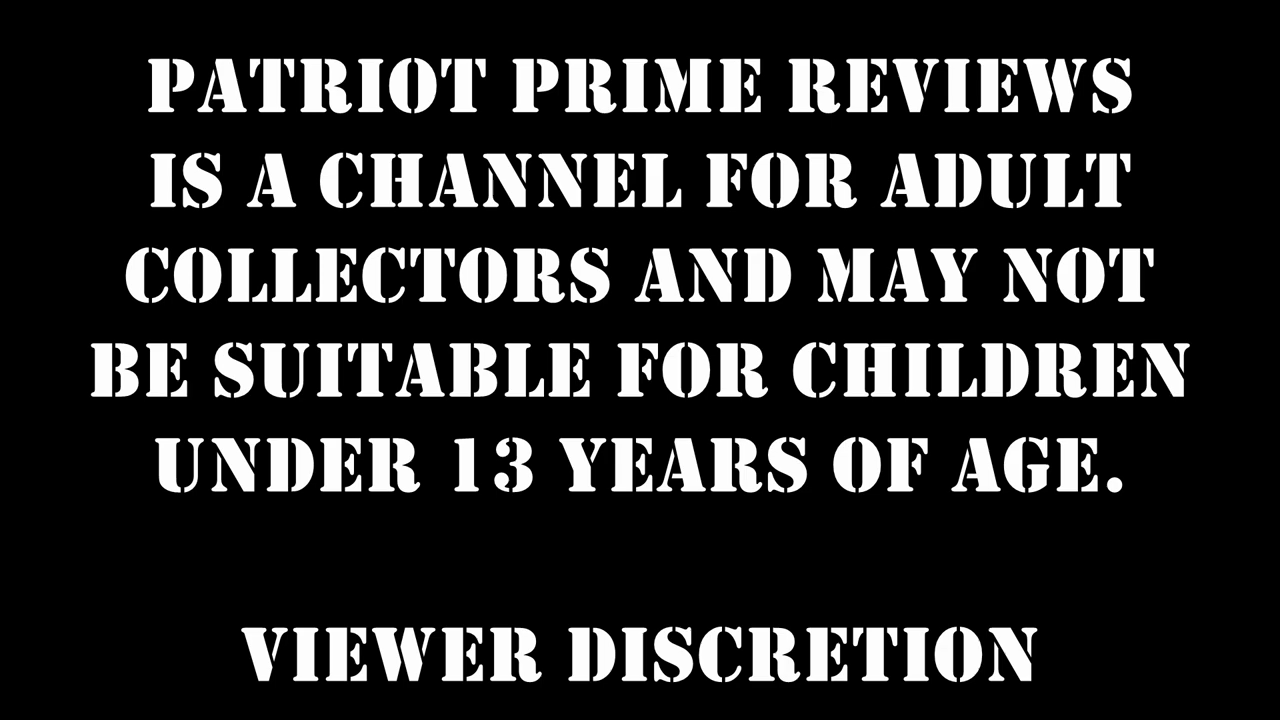 PATRIOT PRIME REVIEWS
IS A CHANNEL FOR ADULT
COLLECTORS AND MAY NOT
BE SUITABLE FOR CHILDREN
UNDER 13 YEARS OF AGE.
VIEWER DISCRETION